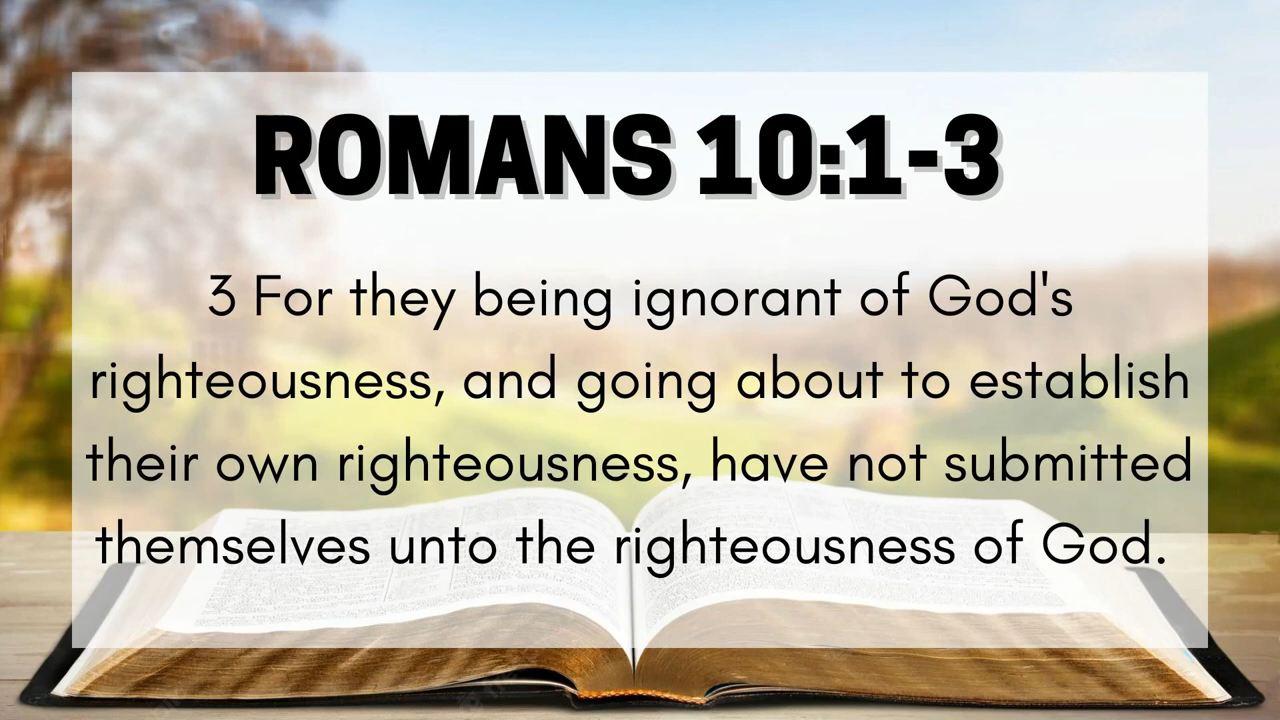 ROMANS 10:1-3
3 For they being ignorant of God's
righteousness, and going about to establish
their own righteousness, have not submitted
themselves unto the righteousness of God.